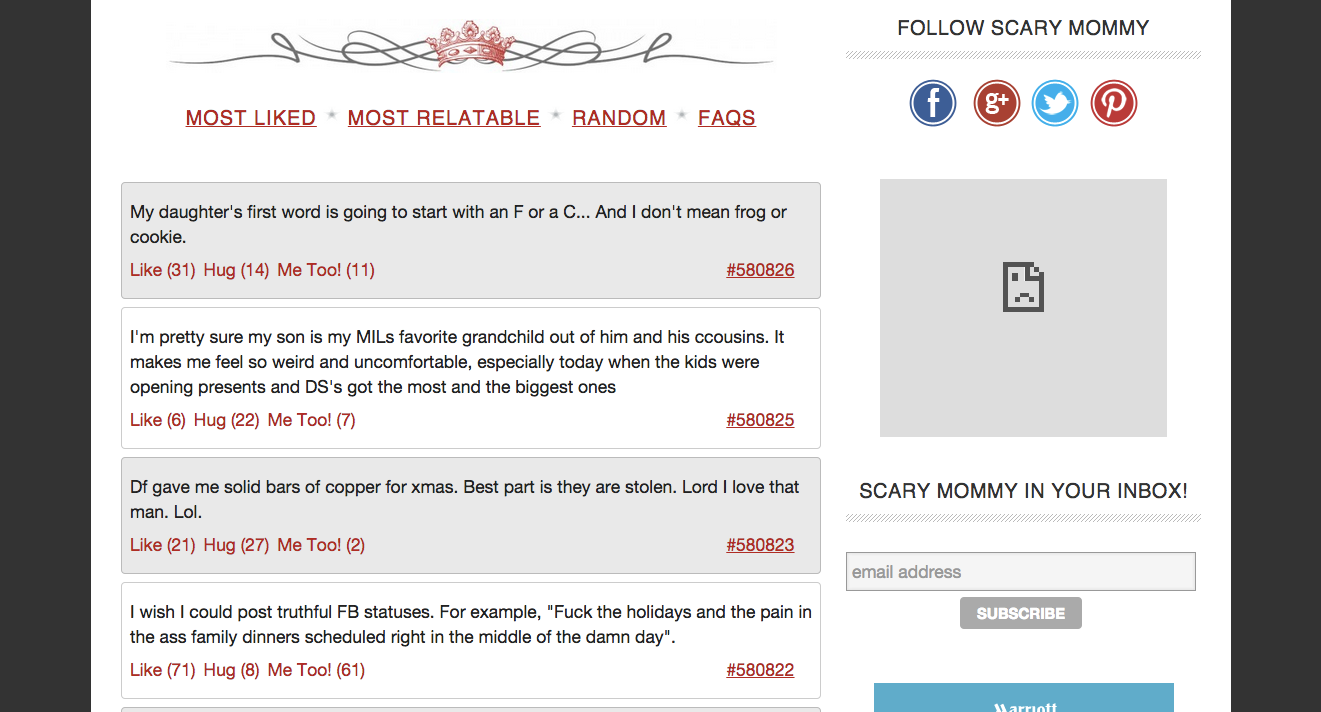 FOLLOW SCARY MOMMY
MOST LIKED * MOST RELATABLE * RANDOM * FAQS
My daughter's first word is going to start with an F or a C... And I don't mean frog or
cookie.
Like (31) Hug (14) Me Too! (11) #580826
I'm pretty sure my son is my MILs favorite grandchild out of him and his ccousins. It
makes me feel so weird and uncomfortable, especially today when the kids were
opening presents and DS's got the most and the biggest ones
Like (6) Hug (22) Me Too! (7) #580825
Df gave me solid bars of copper for xmas. Best part is they are stolen. Lord I love that
man. Lol.
Like (21) Hug (27) Me Too! (2) #580823
I wish I could post truthful FB statuses. For example, "Fuck the holidays and the pain in
the ass family dinners scheduled right in the middle of the damn day".
Like (71) Hug (8) Me Too! (61) #580822
f
g+
SCARY MOMMY IN YOUR INBOX!
email address
SUBSCRIBE
Marriott